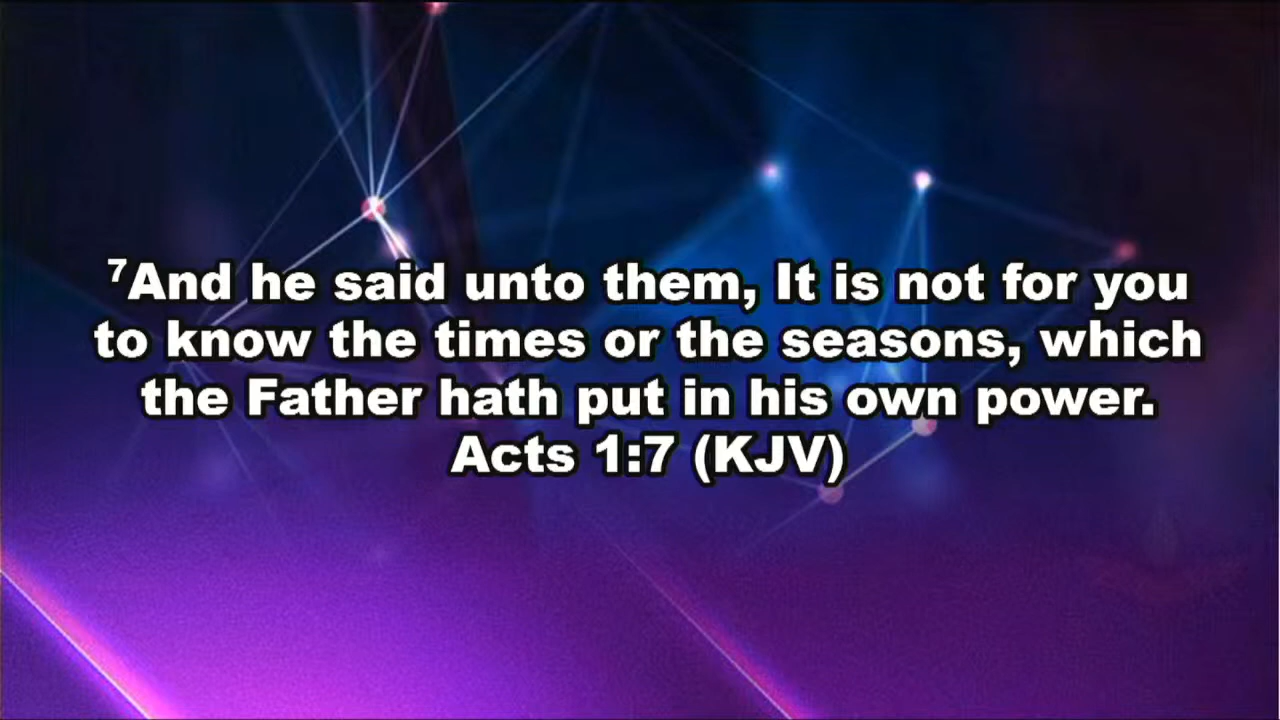 ⁷And he said unto them, It is not for you
to know the times or the seasons, which
the Father hath put in his own power.
Acts 1:7 (KJV)